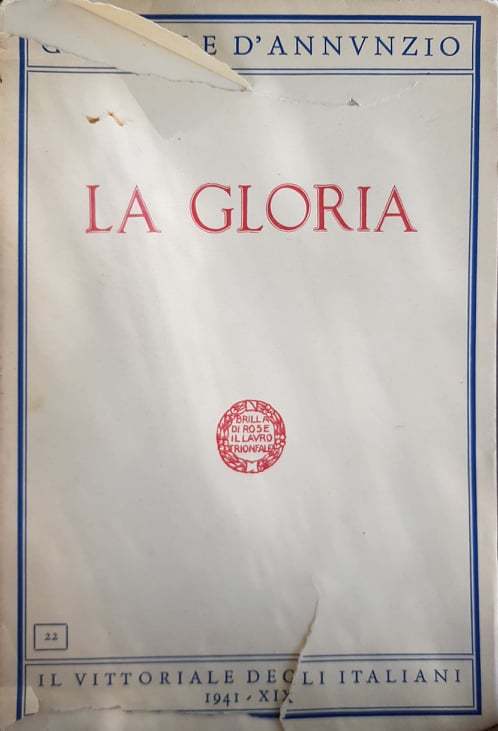 D'ANNVNZIO
LA GLORIA
BRILLA
DI ROSE
IL LAVRO
TRIONFALE
22
IL VITTORIALE DEGLI ITALIANI
1941 - XIX